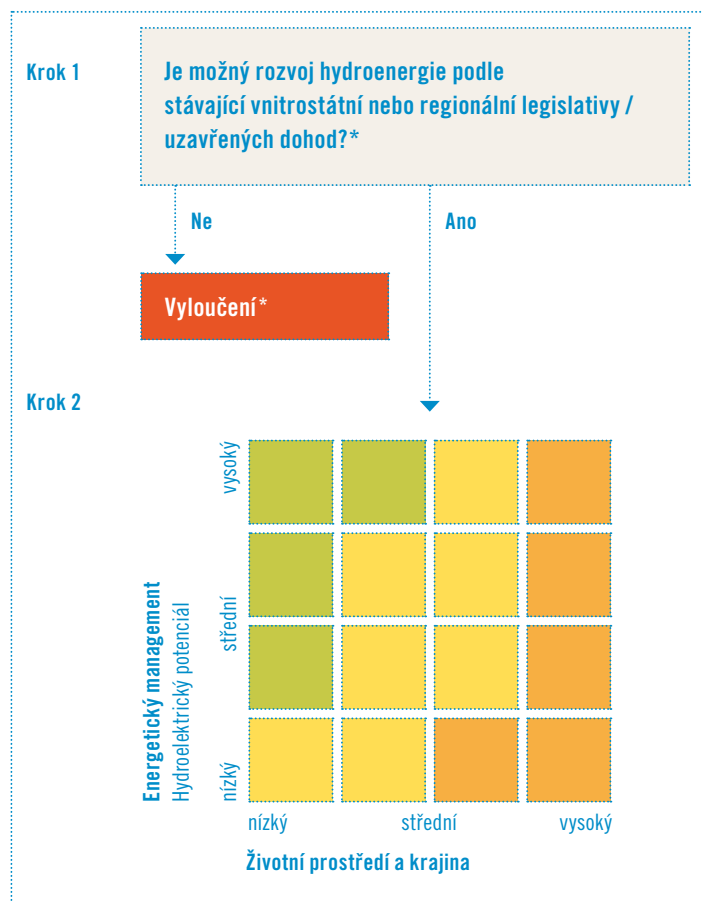 Krok 1
Je možný rozvoj hydroenergie podle
stávající vnitrostátní nebo regionální legislativy /
uzavřených dohod?*
Ne
Ano
Vyloučení*
Krok 2
Energetický management
Hydroelektrický potenciál
vysoký
střední
nízký
nízký
střední
vysoký
Životní prostředí a krajina